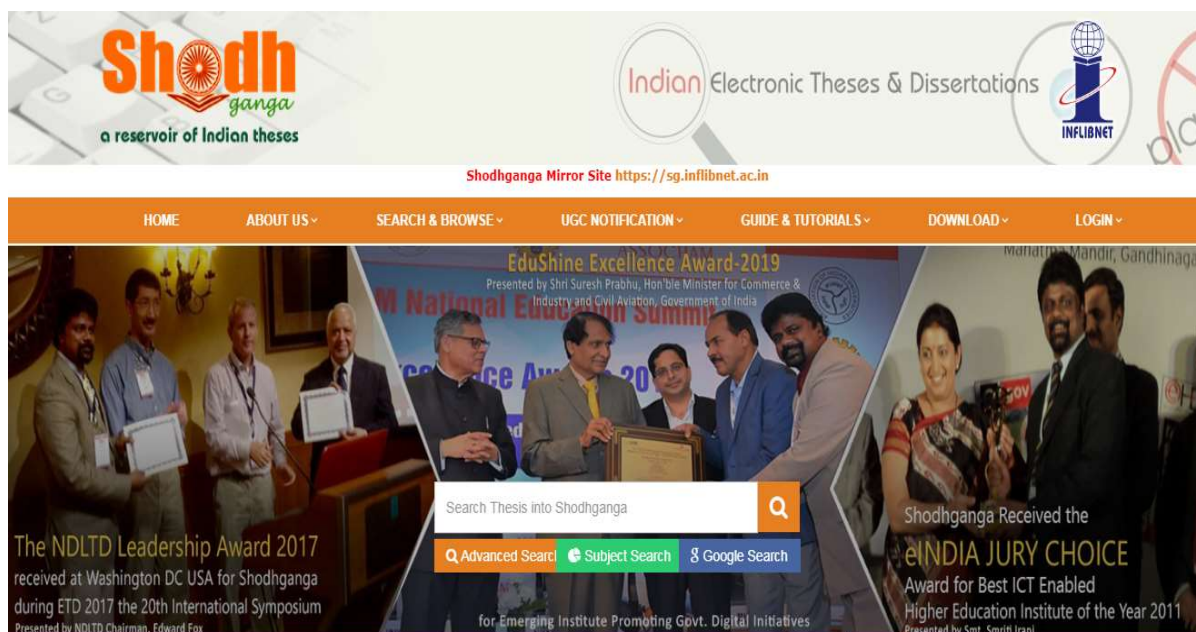 Shodh
ganga
a reservoir of Indian theses
Indian Electronic Theses & Dissertations
INFLIBNET
Shodhganga Mirror Site https://sg.inflibnet.ac.in
HOME ABOUT US SEARCH & BROWSE UGC NOTIFICATION GUIDE & TUTORIALS DOWNLOAD LOGIN
ASSOCHAM
EduShine Excellence Award-2019
Presented by Shri Suresh Prabhu, Hon'ble Minister for Commerce &
Industry and Civil Aviation, Government of India
M National Education Summit
Mandir, Gandhinaga
Search Thesis into Shodhganga
Advanced Search Subject Search Google Search
The NDLTD Leadership Award 2017
received at Washington DC USA for Shodhganga
during ETD 2017 the 20th International Symposium
Presented by NDLTD Chairman, Edward Fox
for Emerging Institute Promoting Govt. Digital Initiatives
Shodhganga Received the
eINDIA JURY CHOICE
Award for Best ICT Enabled
Higher Education Institute of the Year 2011
Presented by Smt. Smriti Irani